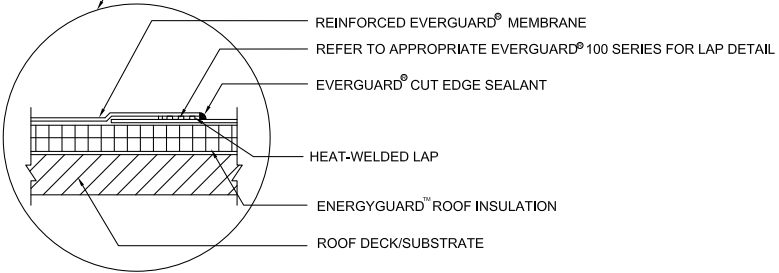 REINFORCED EVERGUARD® MEMBRANE
REFER TO APPROPRIATE EVERGUARD® 100 SERIES FOR LAP DETAIL
EVERGUARD® CUT EDGE SEALANT
HEAT-WELDED LAP
ENERGYGUARD™ ROOF INSULATION
ROOF DECK/SUBSTRATE